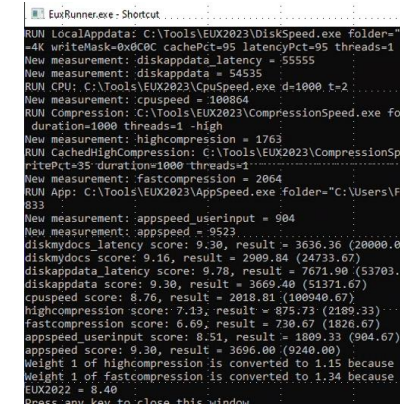 EuxRunner.exe - Shortcut
RUN LocalAppdata: C:\Tools\EUX2023\DiskSpeed.exe folder="
=4K writeMask=0x0C0C cachePct=95 latencyPct=95 threads=1
New measurement: diskappdata_latency = 55555
New measurement: diskappdata = 54535
RUN CPU: C:\Tools\EUX2023\CpuSpeed.exe d=1000 t=2
New measurement: cpuspeed = 100864
RUN Compression: C:\Tools\EUX2023\CompressionSpeed.exe fo
duration=1000 threads=1 -high
New measurement: highcompression = 1763
RUN CachedHighCompression: C:\Tools\EUX2023\CompressionSp
ritePct=35 duration=1000 threads=1
New measurement: fastcompression = 2064
RUN App: C:\Tools\EUX2023\AppSpeed.exe folder="C:\Users\F
833
New measurement: appspeed_userinput = 904
New measurement: appspeed = 9523
diskmydocs_latency score: 9.30, result = 3636.36 (20000.0
diskmydocs score: 9.16, result = 2909.84 (24733.67)
diskappdata_latency score: 9.78, result = 7671.90 (53703.
diskappdata score: 9.30, result = 3669.40 (51371.67)
cpuspeed score: 8.76, result = 2018.81 (100940.67)
highcompression score: 7.13, result = 875.73 (2189.33)
fastcompression score: 6.69, result = 730.67 (1826.67)
appspeed_userinput score: 8.51, result = 1809.33 (904.67)
appspeed score: 9.30, result = 3696.00 (9240.00)
Weight 1 of highcompression is converted to 1.15 because
Weight 1 of fastcompression is converted to 1.34 because
EUX2022 = 8.40
Press any key to close this window